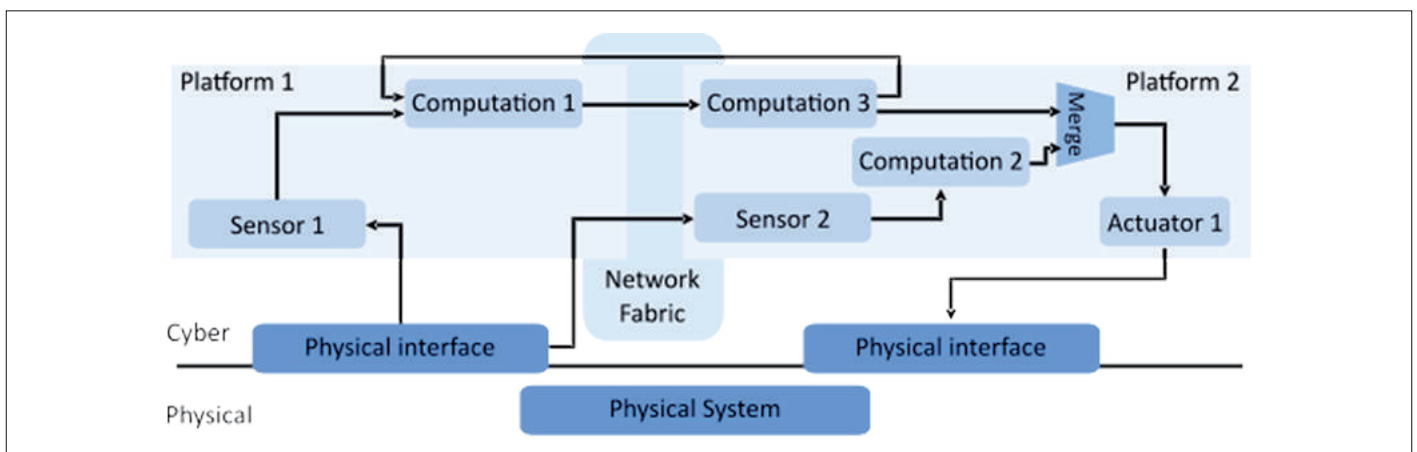 Platform 1
Platform 2
Computation 1
Computation 3
Merge
Computation 2
Sensor 1
Sensor 2
Actuator 1
Network
Fabric
Cyber
Physical interface
Physical interface
Physical
Physical System